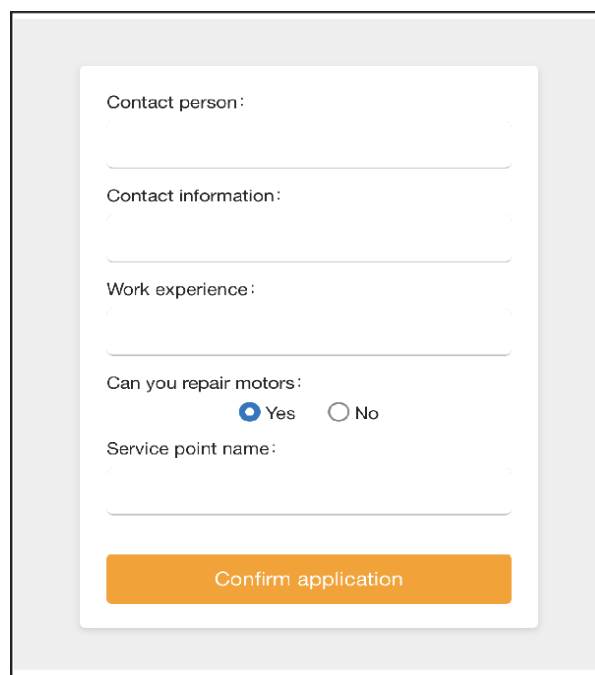 Contact person：
Contact information：
Work experience：
Can you repair motors：
Yes No
Service point name：
Confirm application